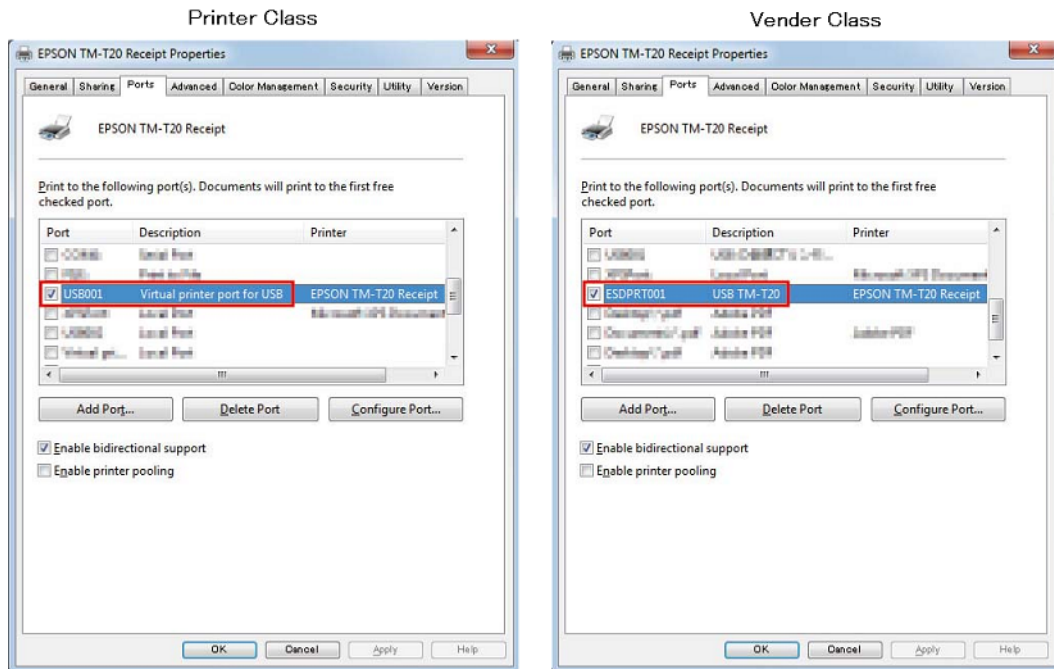 Printer Class
EPSON TM-T20 Receipt Properties
General Sharing Ports Advanced Color Management Security Utility Version
EPSON TM-T20 Receipt
Print to the following port(s). Documents will print to the first free
checked port.
Port Description Printer
USB001 Virtual printer port for USB EPSON TM-T20 Receipt
Add Port... Delete Port Configure Port...
Enable bidirectional support
Enable printer pooling
OK Cancel Apply Help
Vender Class
EPSON TM-T20 Receipt Properties
General Sharing Ports Advanced Color Management Security Utility Version
EPSON TM-T20 Receipt
Print to the following port(s). Documents will print to the first free
checked port.
Port Description Printer
ESDPRT001 USB TM-T20 EPSON TM-T20 Receipt
Add Port... Delete Port Configure Port...
Enable bidirectional support
Enable printer pooling
OK Cancel Apply Help